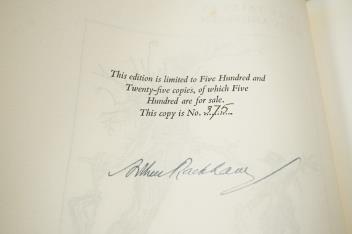 This edition is limited to Five Hundred and
Twenty-five copies, of which Five
Hundred are for sale.
This copy is No. 375
Arthur Rackham